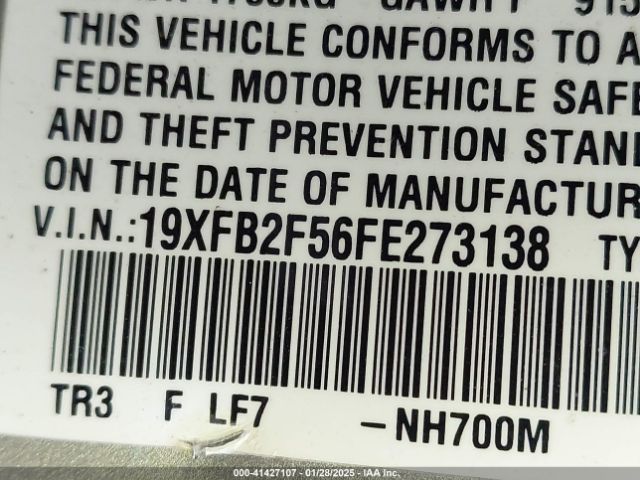 THIS VEHICLE CONFORMS TO A
FEDERAL MOTOR VEHICLE SAFE
AND THEFT PREVENTION STAN
ON THE DATE OF MANUFACTUR
V.I.N.:19XFB2F56FE273138 TY
TR3 F LF7 -NH700M
000-41427107 - 01/28/2025 - IAA Inc.